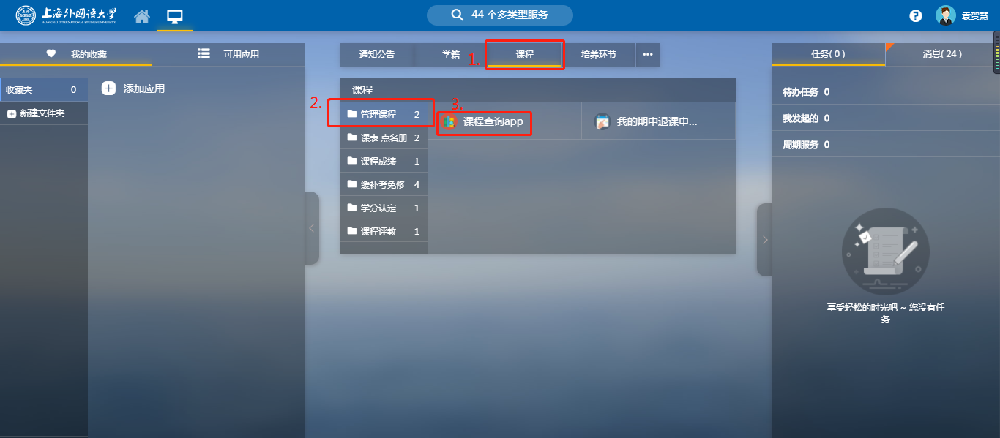 上海外国语大学
SHANGHAI INTERNATIONAL STUDIES UNIVERSITY
44 个多类型服务
袁贺慧
我的收藏
可用应用
收藏夹 0
新建文件夹
添加应用
通知公告
学籍
1.
课程
培养环节
课程
2.
管理课程 2
课表 点名册 2
课程成绩 1
缓补考免修 4
学分认定 1
课程评教 1
3.
课程查询app
我的期中退课申...
任务( 0 )
消息( 24 )
待办任务 0
我发起的 0
周期服务 0
享受轻松的时光吧 ~ 您没有任
务